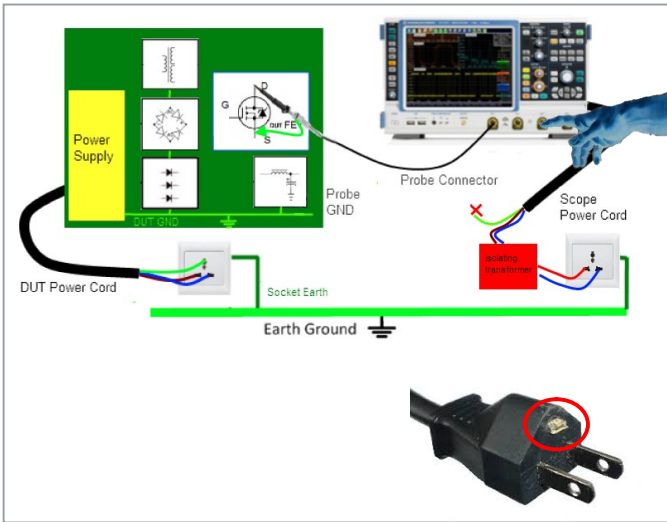 D
G
DUT FE
S
Power
Supply
Probe
GND
DUT GND
Probe Connector
Scope
Power Cord
isolating
transformer
DUT Power Cord
Socket Earth
Earth Ground